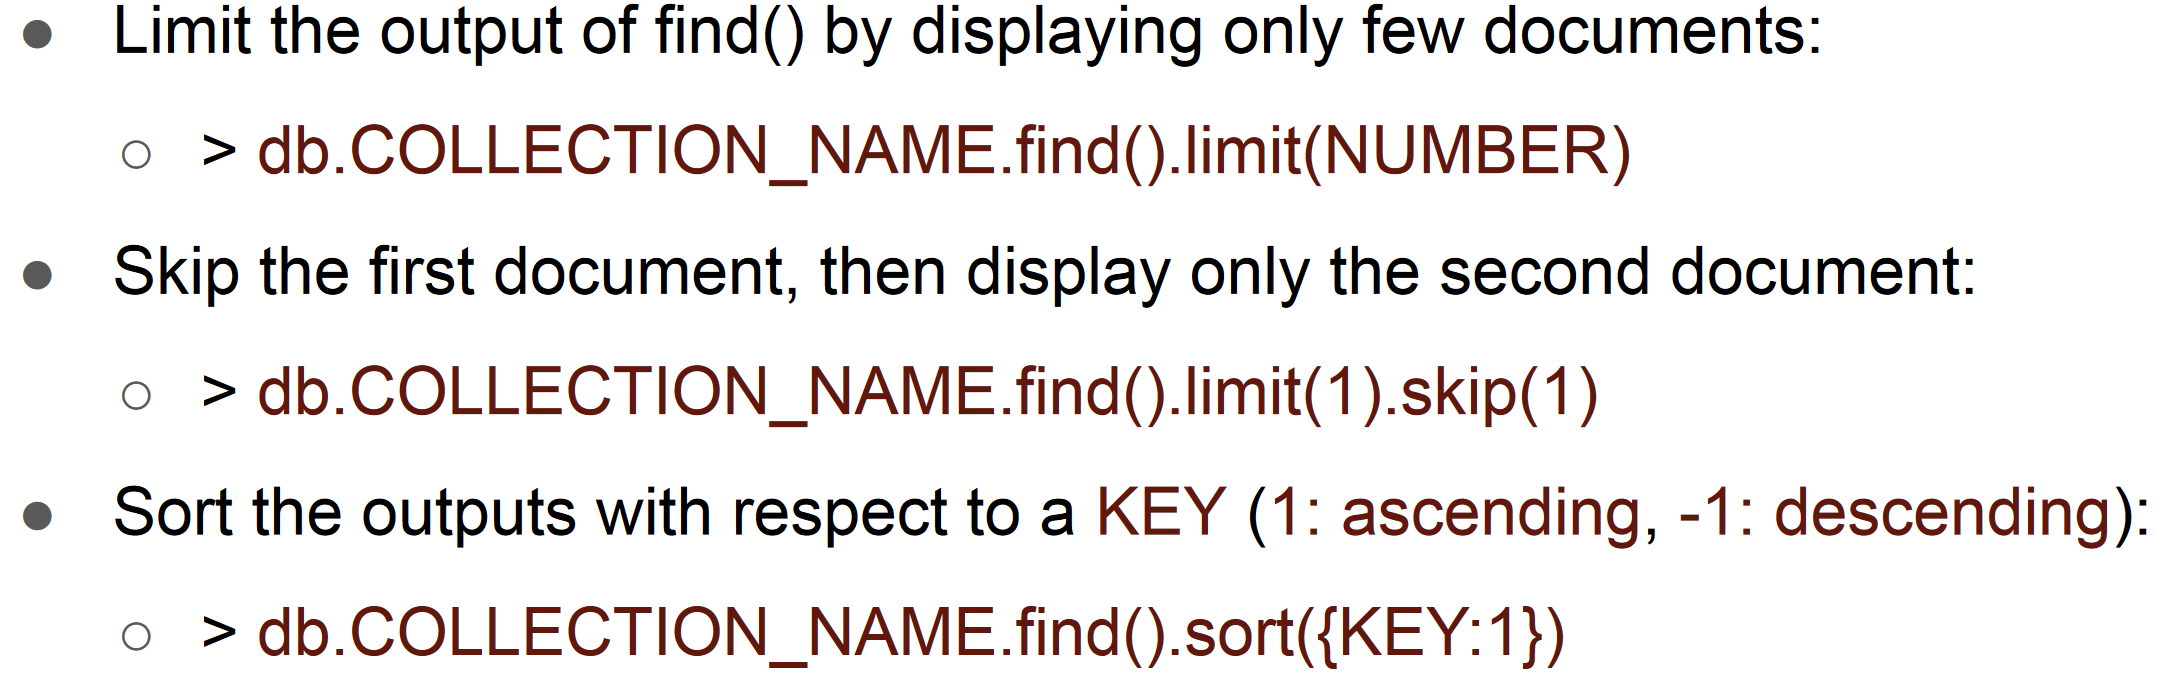 ● Limit the output of find() by displaying only few documents:
○ > db.COLLECTION_NAME.find().limit(NUMBER)
● Skip the first document, then display only the second document:
○ > db.COLLECTION_NAME.find().limit(1).skip(1)
● Sort the outputs with respect to a KEY (1: ascending, -1: descending):
○ > db.COLLECTION_NAME.find().sort({KEY:1})